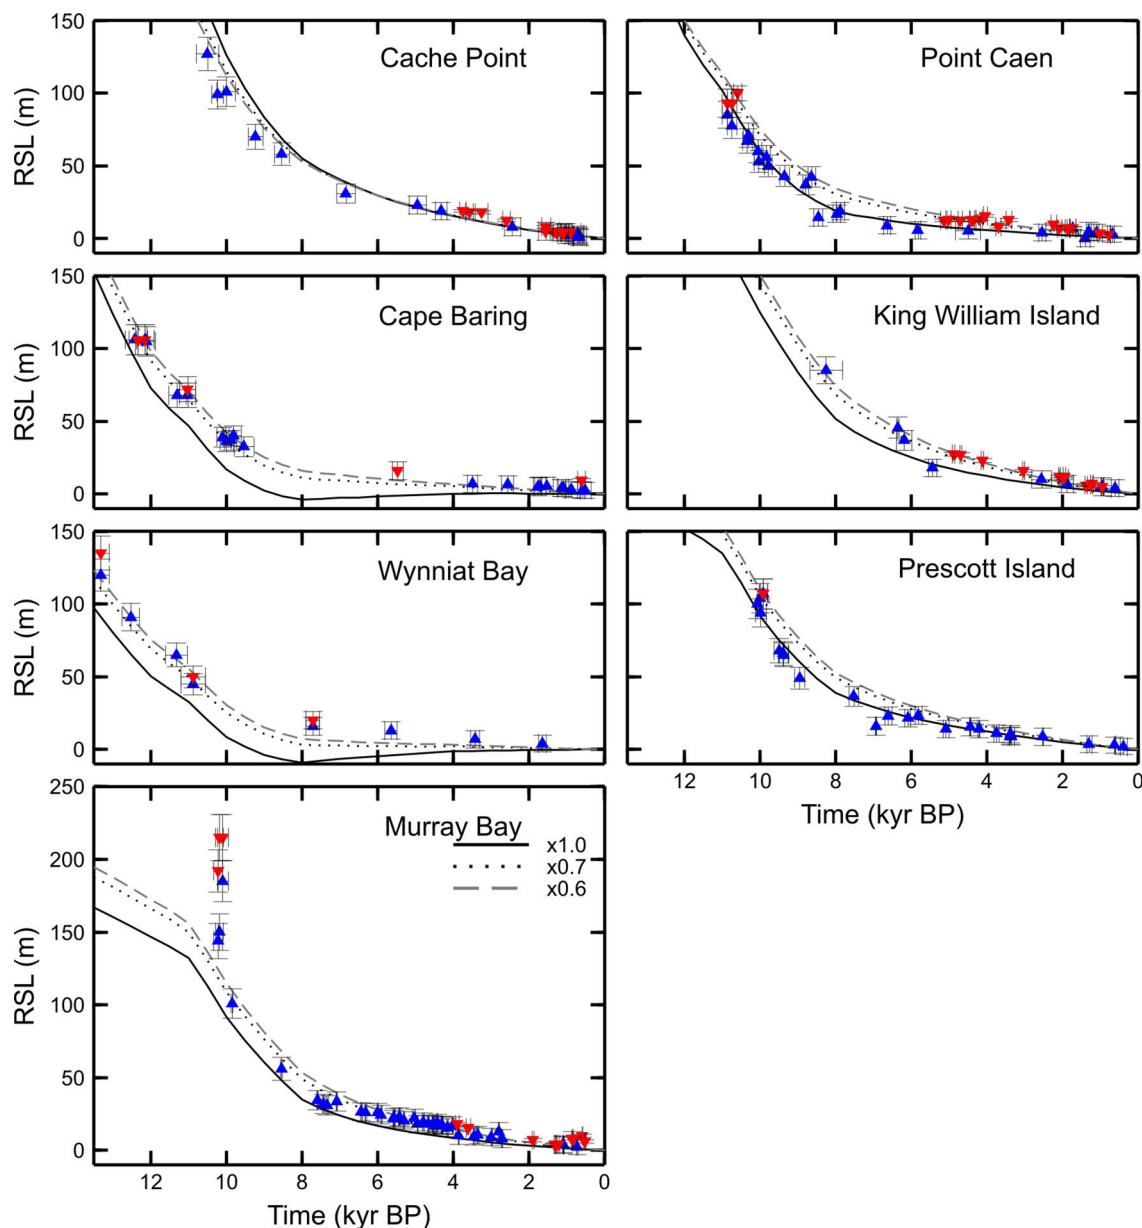 150
Cache Point
100
RSL (m)
50
0
Point Caen
150
Cape Baring
100
RSL (m)
50
0
King William Island
150
Wynniat Bay
100
RSL (m)
50
0
Prescott Island
12 10 8 6 4 2 0
Time (kyr BP)
250
Murray Bay
x1.0
x0.7
x0.6
200
150
RSL (m)
100
50
0
12 10 8 6 4 2 0
Time (kyr BP)